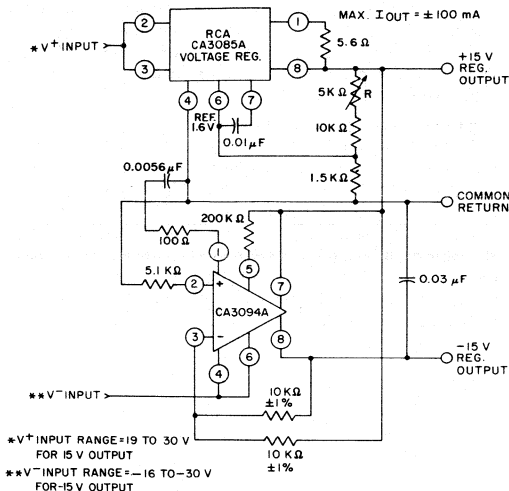 RCA
CA3085A
VOLTAGE REG.
MAX. IOUT = ±100 mA
*V+ INPUT
2
3
1
8
5.6 Ω
+15 V
REG.
OUTPUT
4
6
7
REF.
1.6 V
0.01 μF
5K Ω
R
10K Ω
1.5K Ω
0.0056 μF
COMMON
RETURN
100 Ω
200 K Ω
1
5
7
5.1 K Ω
2
+
CA3094A
3
−
8
4
6
0.03 μF
−15 V
REG.
OUTPUT
**V− INPUT
10 K Ω
±1%
10 K Ω
±1%
*V+ INPUT RANGE = 19 TO 30 V
FOR 15 V OUTPUT
**V− INPUT RANGE = −16 TO −30 V
FOR −15 V OUTPUT